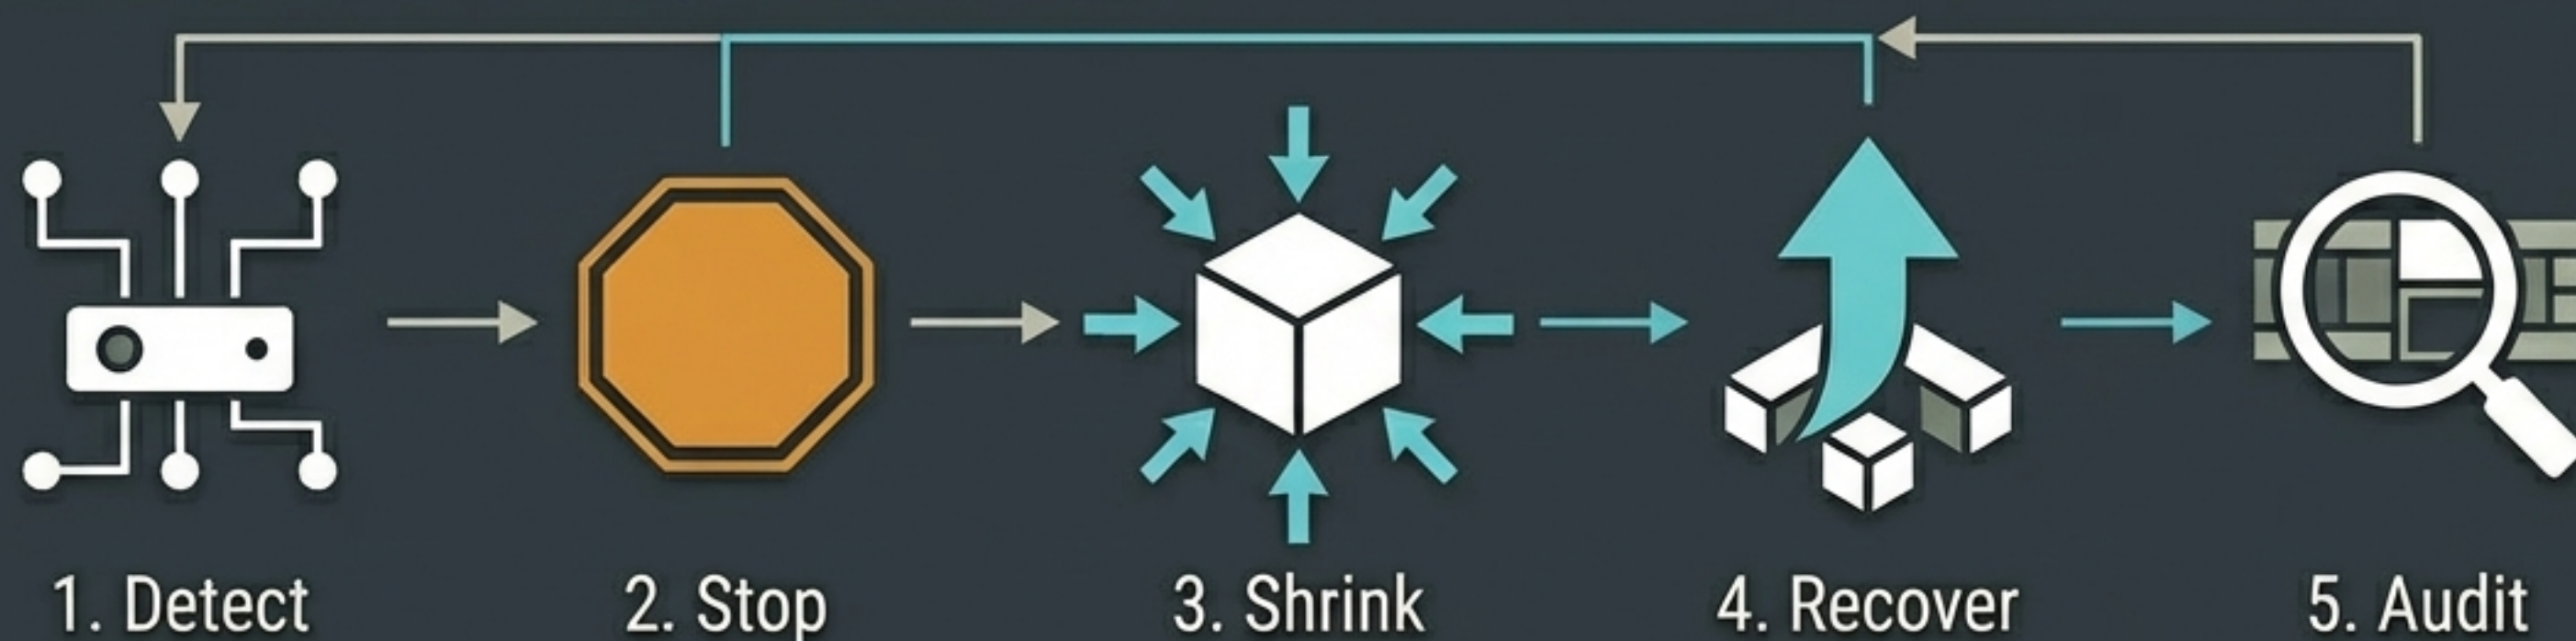 1. Detect
2. Stop
3. Shrink
4. Recover
5. Audit